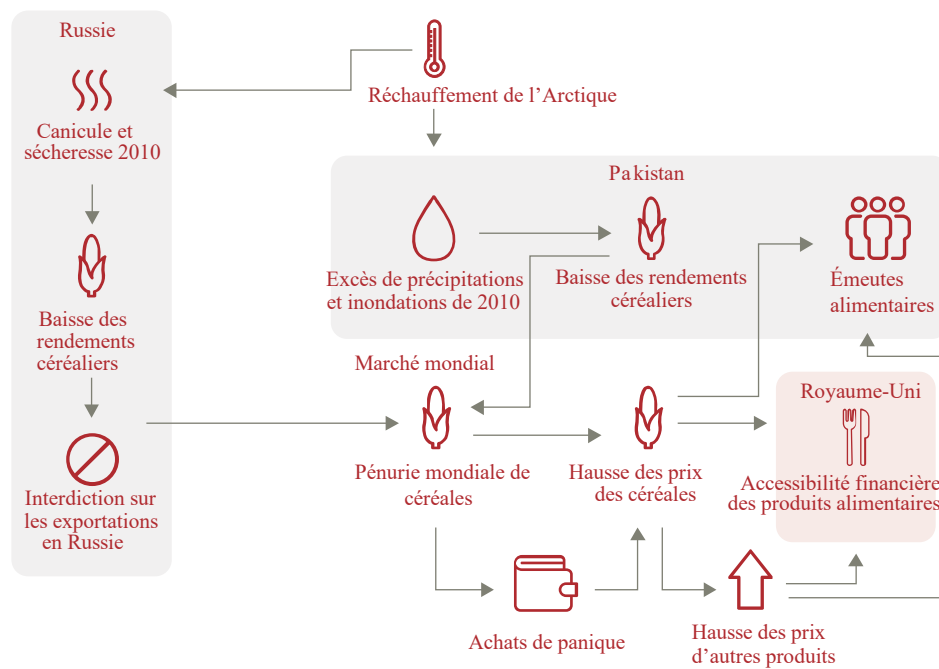 Russie
Canicule et
sécheresse 2010
Baisse des
rendements
céréaliers
Interdiction sur
les exportations
en Russie
Réchauffement de l’Arctique
Pakistan
Excès de précipitations
et inondations de 2010
Baisse des rendements
céréaliers
Émeutes
alimentaires
Marché mondial
Pénurie mondiale de
céréales
Hausse des prix
des céréales
Royaume-Uni
Accessibilité financière
des produits alimentaires
Achats de panique
Hausse des prix
d’autres produits